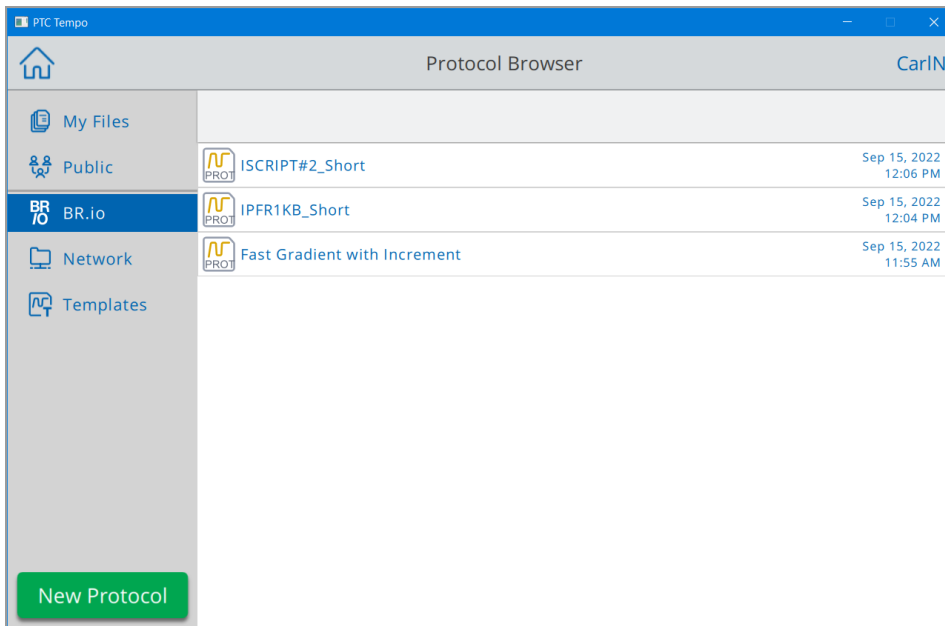 PTC Tempo
Protocol Browser
CarlN
My Files
Public
BR.io
BR
IO
Network
Templates
PROT
ISCRIPT#2_Short
Sep 15, 2022
12:06 PM
PROT
IPFR1KB_Short
Sep 15, 2022
12:04 PM
PROT
Fast Gradient with Increment
Sep 15, 2022
11:55 AM
New Protocol